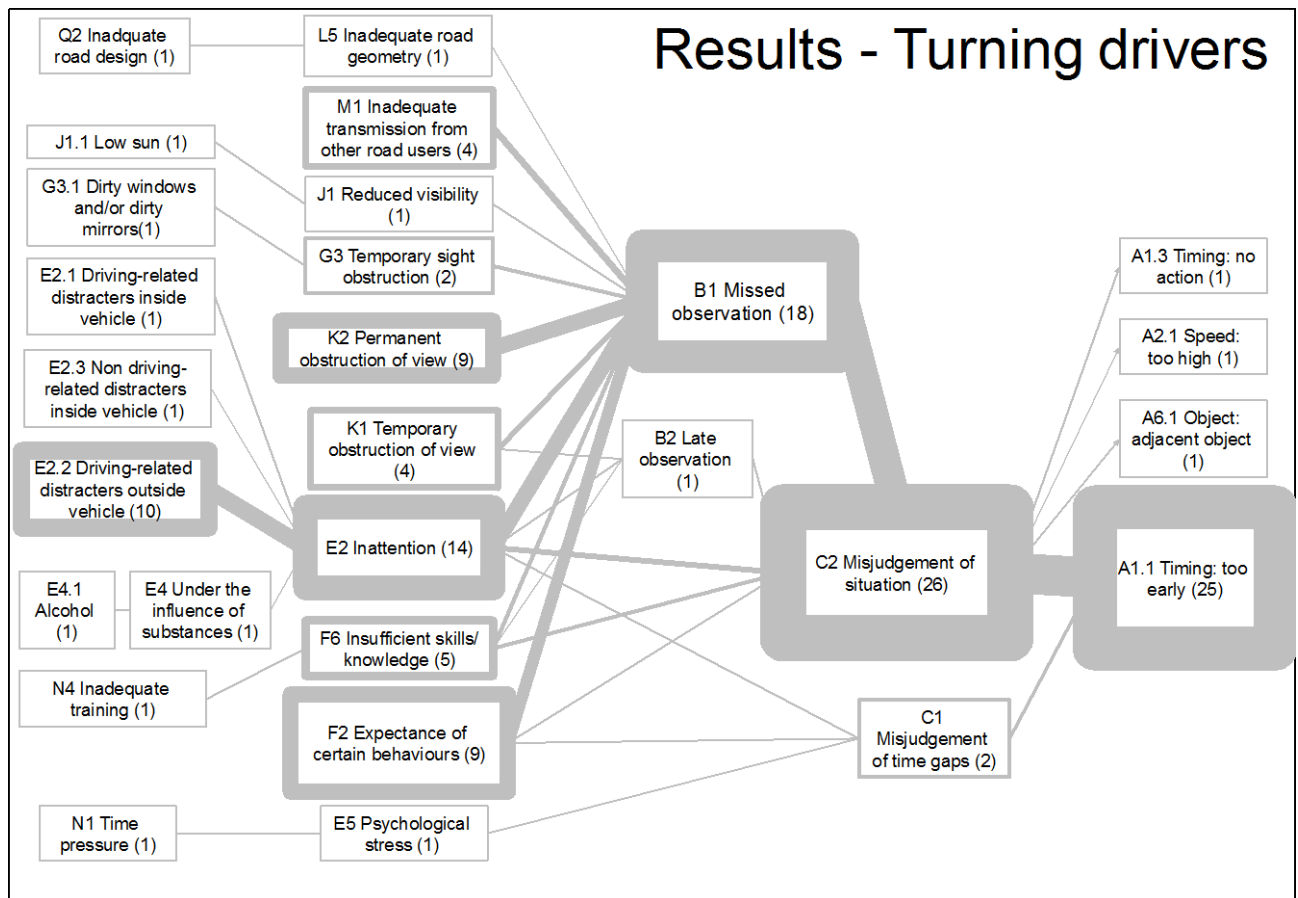 Results - Turning drivers
Q2 Inadquate
road design (1)
L5 Inadequate road
geometry (1)
M1 Inadequate
transmission from
other road users (4)
J1.1 Low sun (1)
G3.1 Dirty windows
and/or dirty
mirrors(1)
J1 Reduced visibility
(1)
G3 Temporary sight
obstruction (2)
E2.1 Driving-related
distracters inside
vehicle (1)
K2 Permanent
obstruction of view (9)
E2.3 Non driving-
related distracters
inside vehicle (1)
K1 Temporary
obstruction of view
(4)
E2.2 Driving-related
distracters outside
vehicle (10)
E2 Inattention (14)
E4.1
Alcohol
(1)
E4 Under the
influence of
substances (1)
F6 Insufficient skills/
knowledge (5)
N4 Inadequate
training (1)
F2 Expectance of
certain behaviours (9)
N1 Time
pressure (1)
E5 Psychological
stress (1)
B1 Missed
observation (18)
B2 Late
observation
(1)
C2 Misjudgement of
situation (26)
C1
Misjudgement
of time gaps (2)
A1.3 Timing: no
action (1)
A2.1 Speed:
too high (1)
A6.1 Object:
adjacent object
(1)
A1.1 Timing: too
early (25)